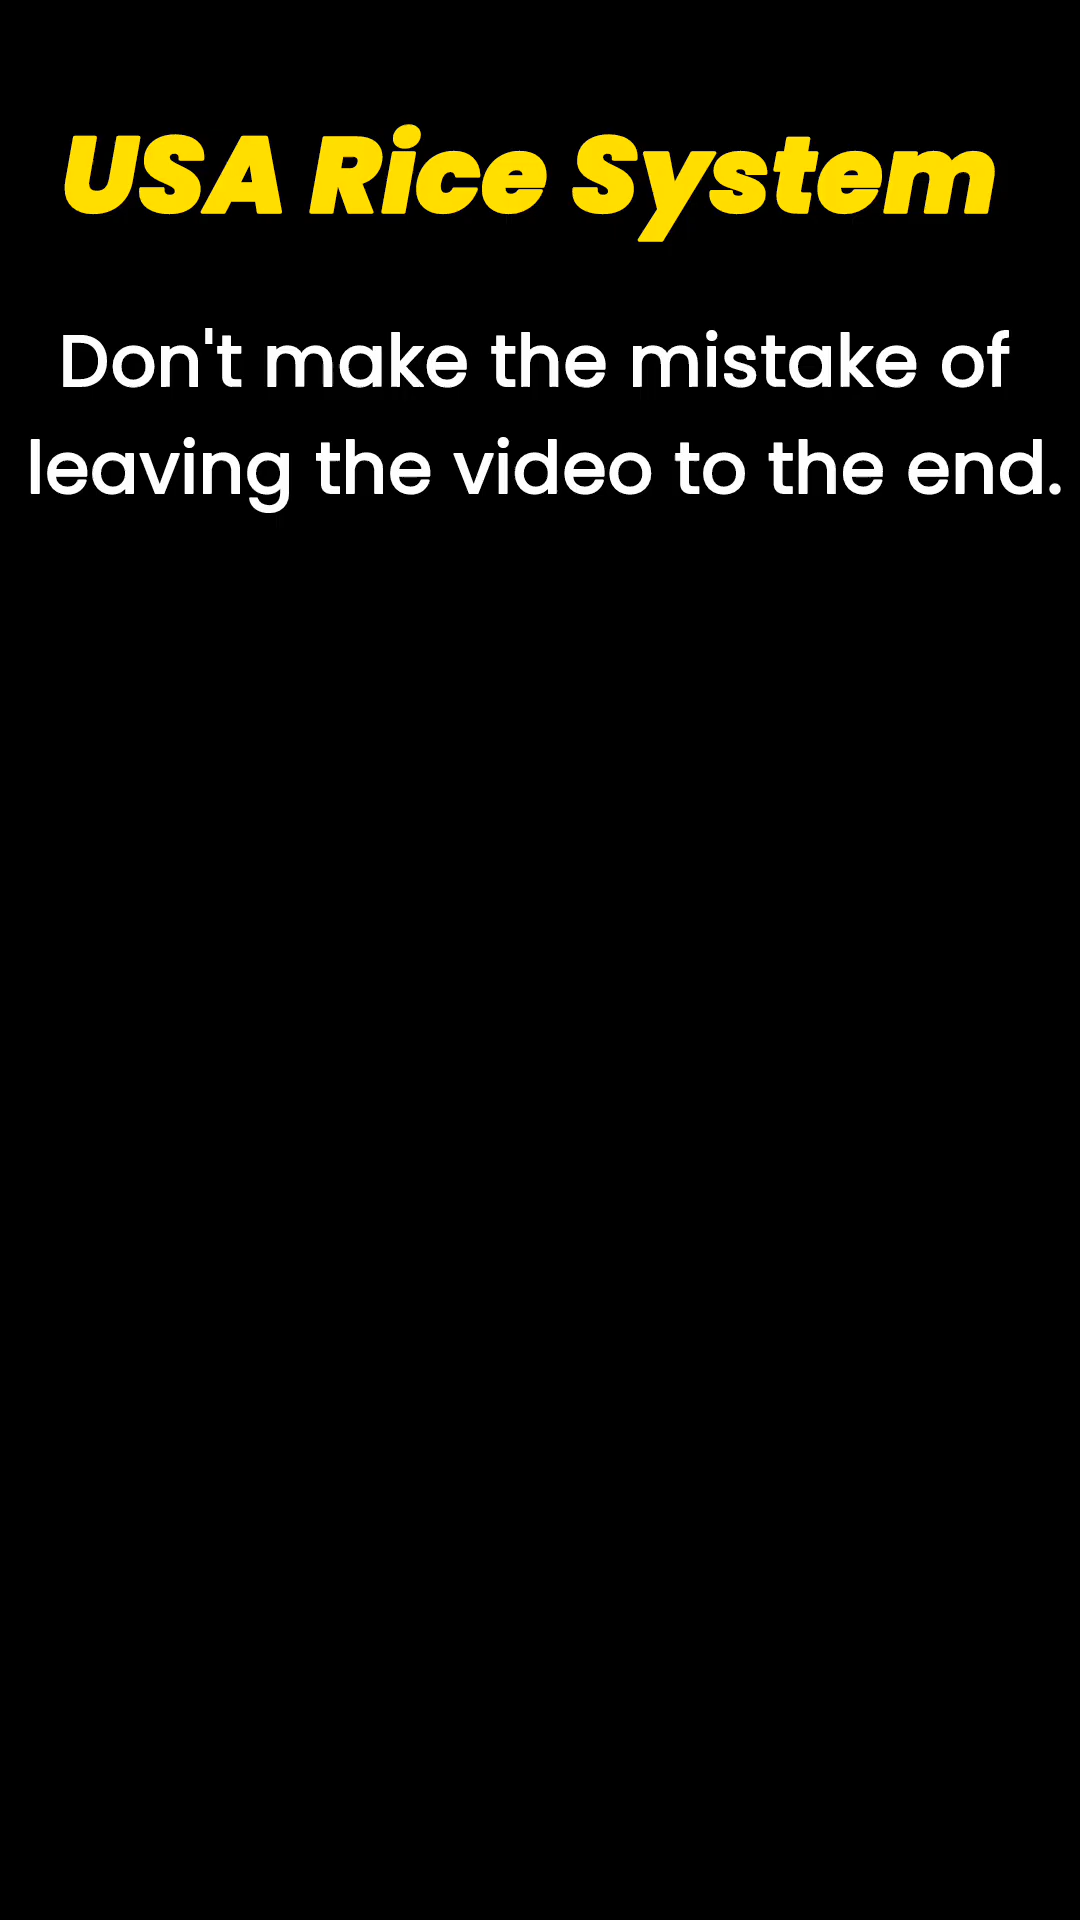 USA Rice System
Don't make the mistake of
leaving the video to the end.